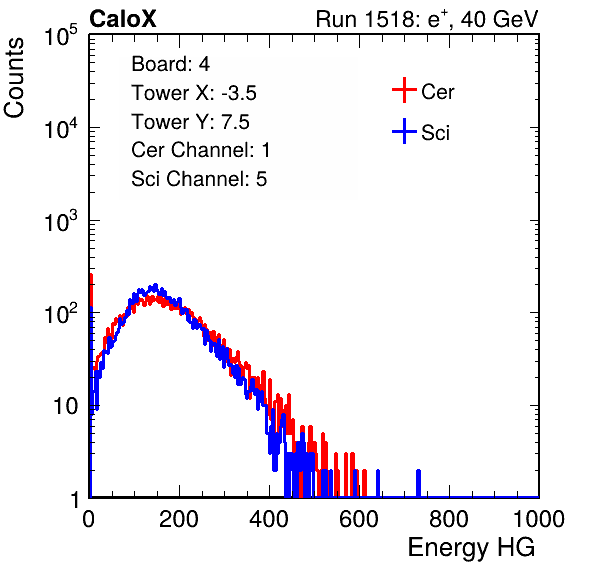 CaloX Run 1518: e⁺, 40 GeV
Counts
Board: 4
Tower X: -3.5
Tower Y: 7.5
Cer Channel: 1
Sci Channel: 5
Cer
Sci
10⁵
10⁴
10³
10²
10
1
0 200 400 600 800 1000
Energy HG